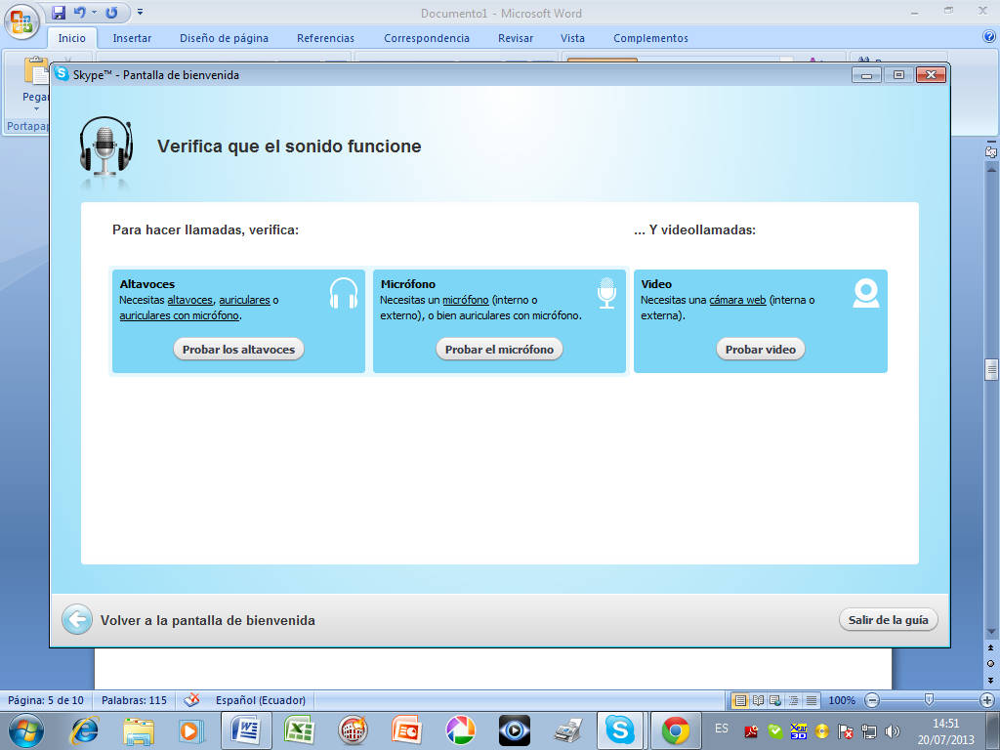 Documento1 - Microsoft Word
Inicio Insertar Diseño de página Referencias Correspondencia Revisar Vista Complementos
Skype™ - Pantalla de bienvenida
Pegar
Portapap
Verifica que el sonido funcione
Para hacer llamadas, verifica:
... Y videollamadas:
Altavoces
Necesitas altavoces, auriculares o
auriculares con micrófono.
Probar los altavoces
Micrófono
Necesitas un micrófono (interno o
externo), o bien auriculares con micrófono.
Probar el micrófono
Video
Necesitas una cámara web (interna o
externa).
Probar video
Volver a la pantalla de bienvenida
Salir de la guía
Página: 5 de 10 Palabras: 115 Español (Ecuador) 100%
ES
14:51
20/07/2013